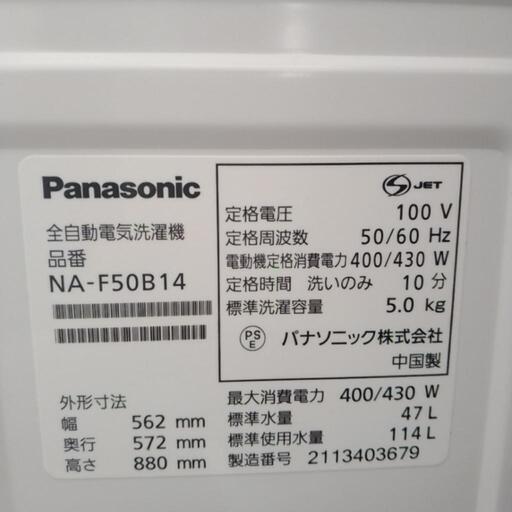 Panasonic
全自動電気洗濯機
品番
NA-F50B14
外形寸法
幅 562 mm
奥行 572 mm
高さ 880 mm
S JET
定格電圧 100 V
定格周波数 50/60 Hz
電動機定格消費電力 400/430 W
定格時間 洗いのみ 10 分
標準洗濯容量 5.0 kg
PS E パナソニック株式会社
中国製
最大消費電力 400/430 W
標準水量 47 L
標準使用水量 114 L
製造番号 2113403679